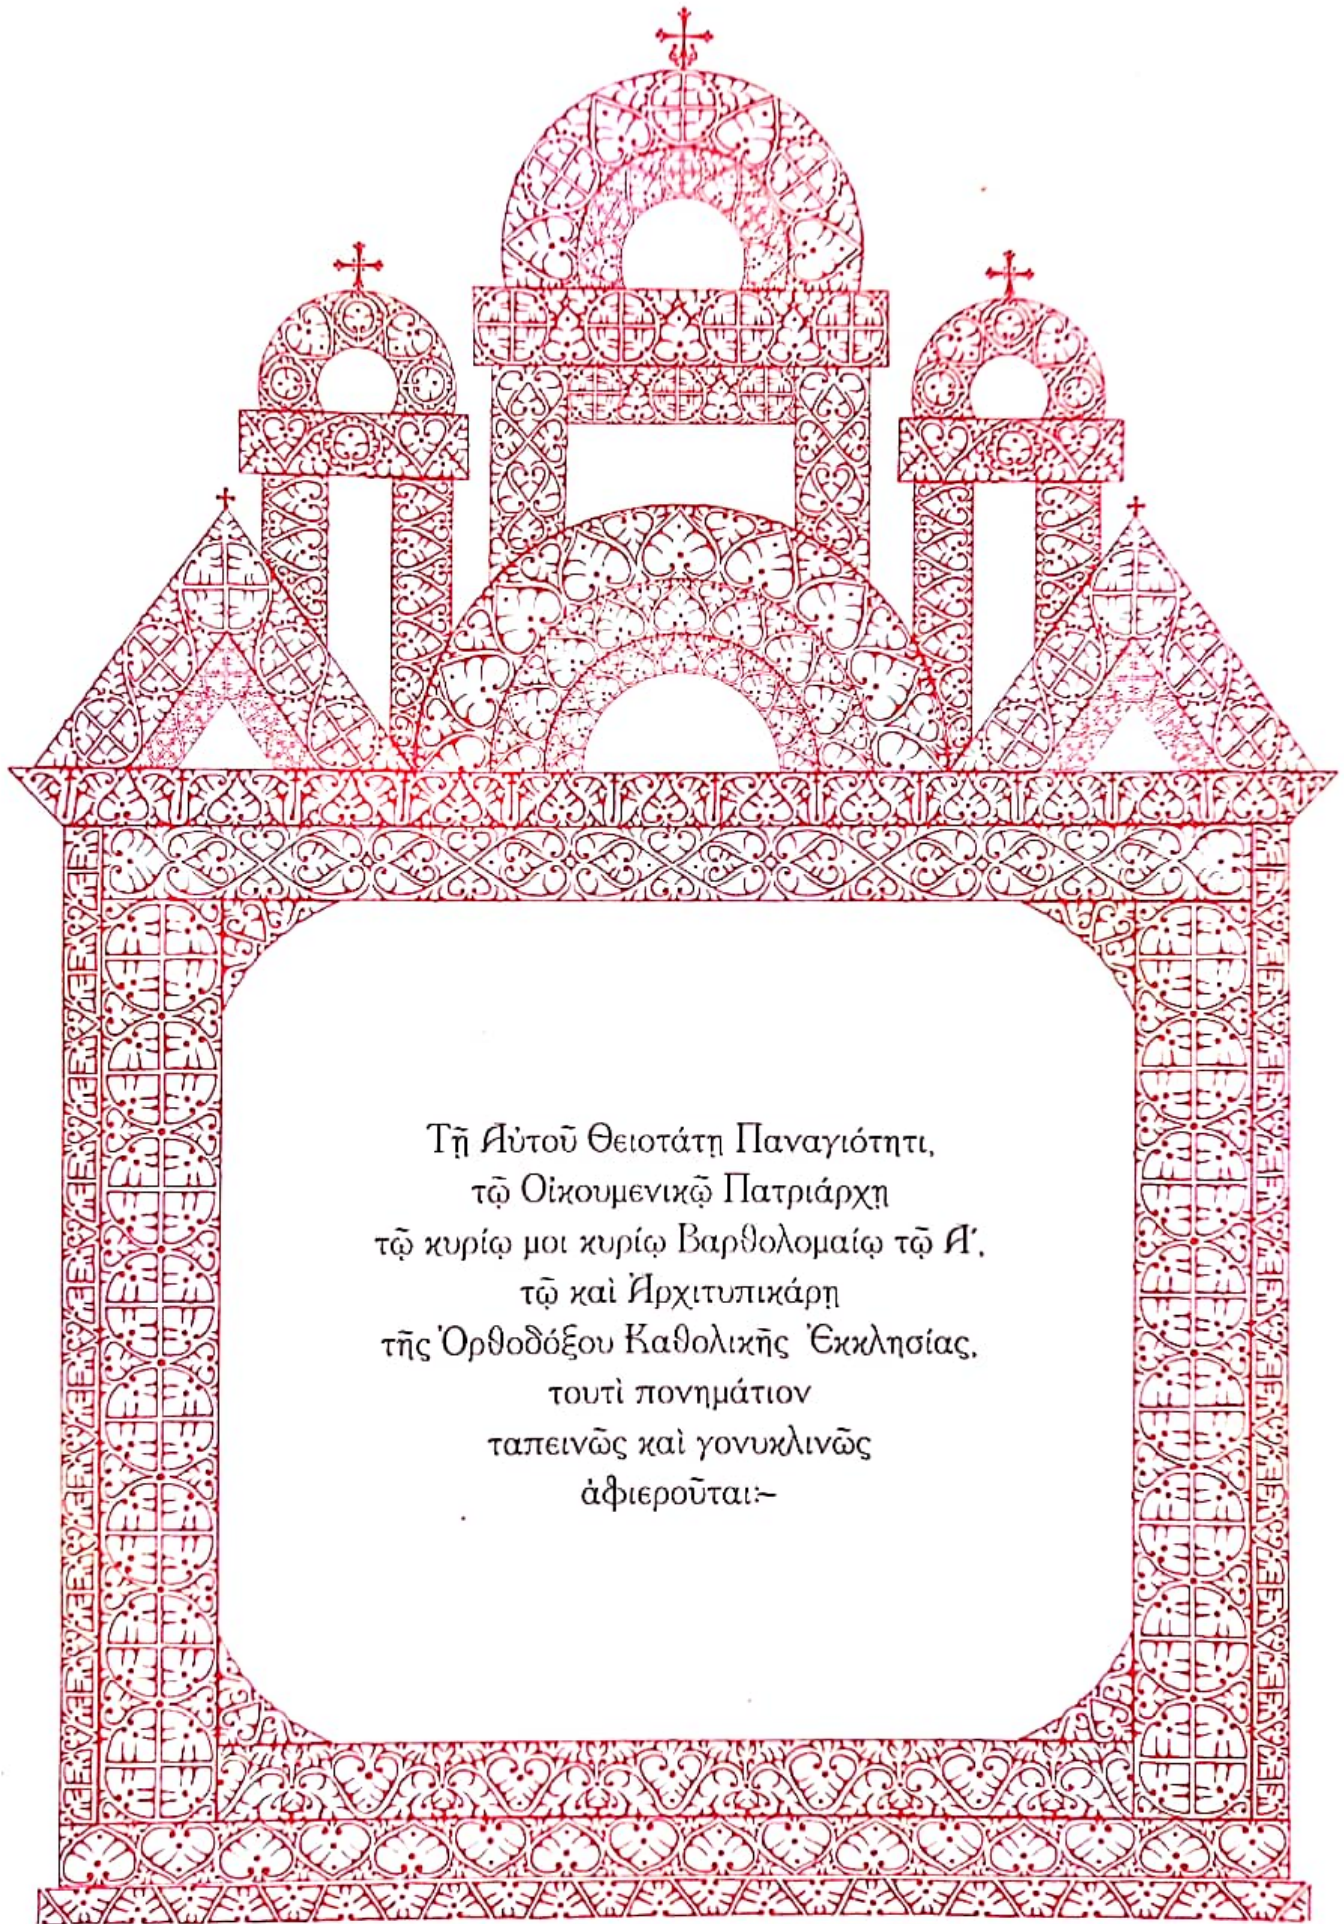 Τῇ Αὐτοῦ Θειοτάτῃ Παναγιότητι,
τῷ Οἰκουμενικῷ Πατριάρχῃ
τῷ κυρίῳ μοι κυρίῳ Βαρθολομαίῳ τῷ Α΄,
τῷ καὶ Ἀρχιτυπικάρῃ
τῆς Ὀρθοδόξου Καθολικῆς Ἐκκλησίας,
τουτὶ πονημάτιον
ταπεινῶς καὶ γονυκλινῶς
ἀφιεροῦται:-